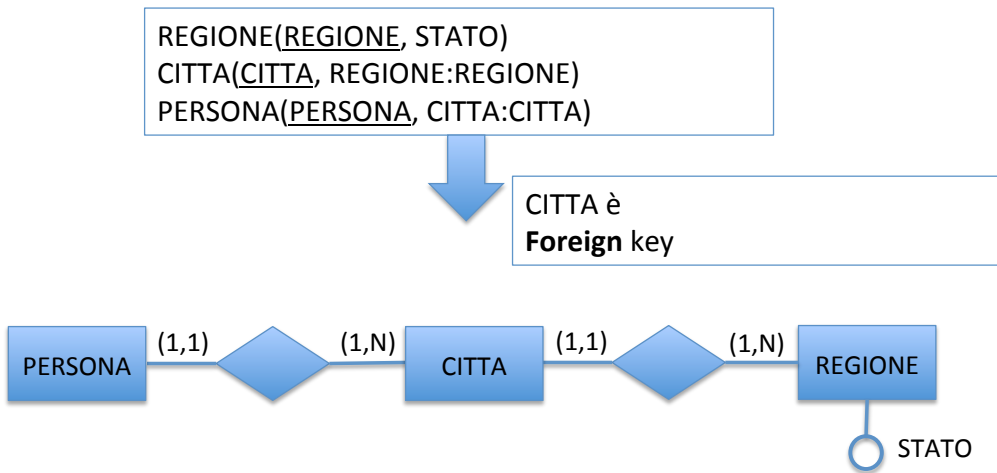 REGIONE(REGIONE, STATO)
CITTA(CITTA, REGIONE:REGIONE)
PERSONA(PERSONA, CITTA:CITTA)
CITTA è
Foreign key
PERSONA (1,1) (1,N) CITTA (1,1) (1,N) REGIONE
STATO